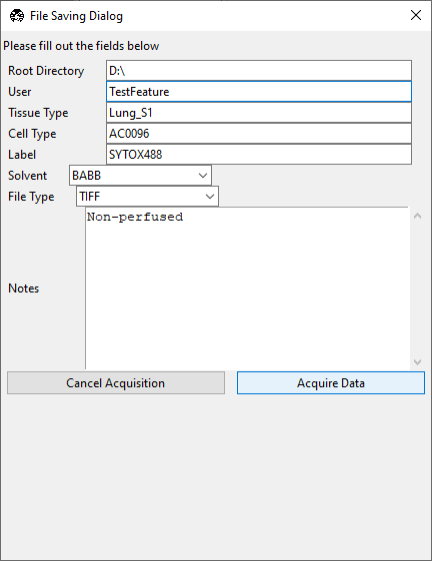 File Saving Dialog
Please fill out the fields below
Root Directory D:\
User TestFeature
Tissue Type Lung_S1
Cell Type AC0096
Label SYTOX488
Solvent BABB
File Type TIFF
Non-perfused
Notes
Cancel Acquisition Acquire Data